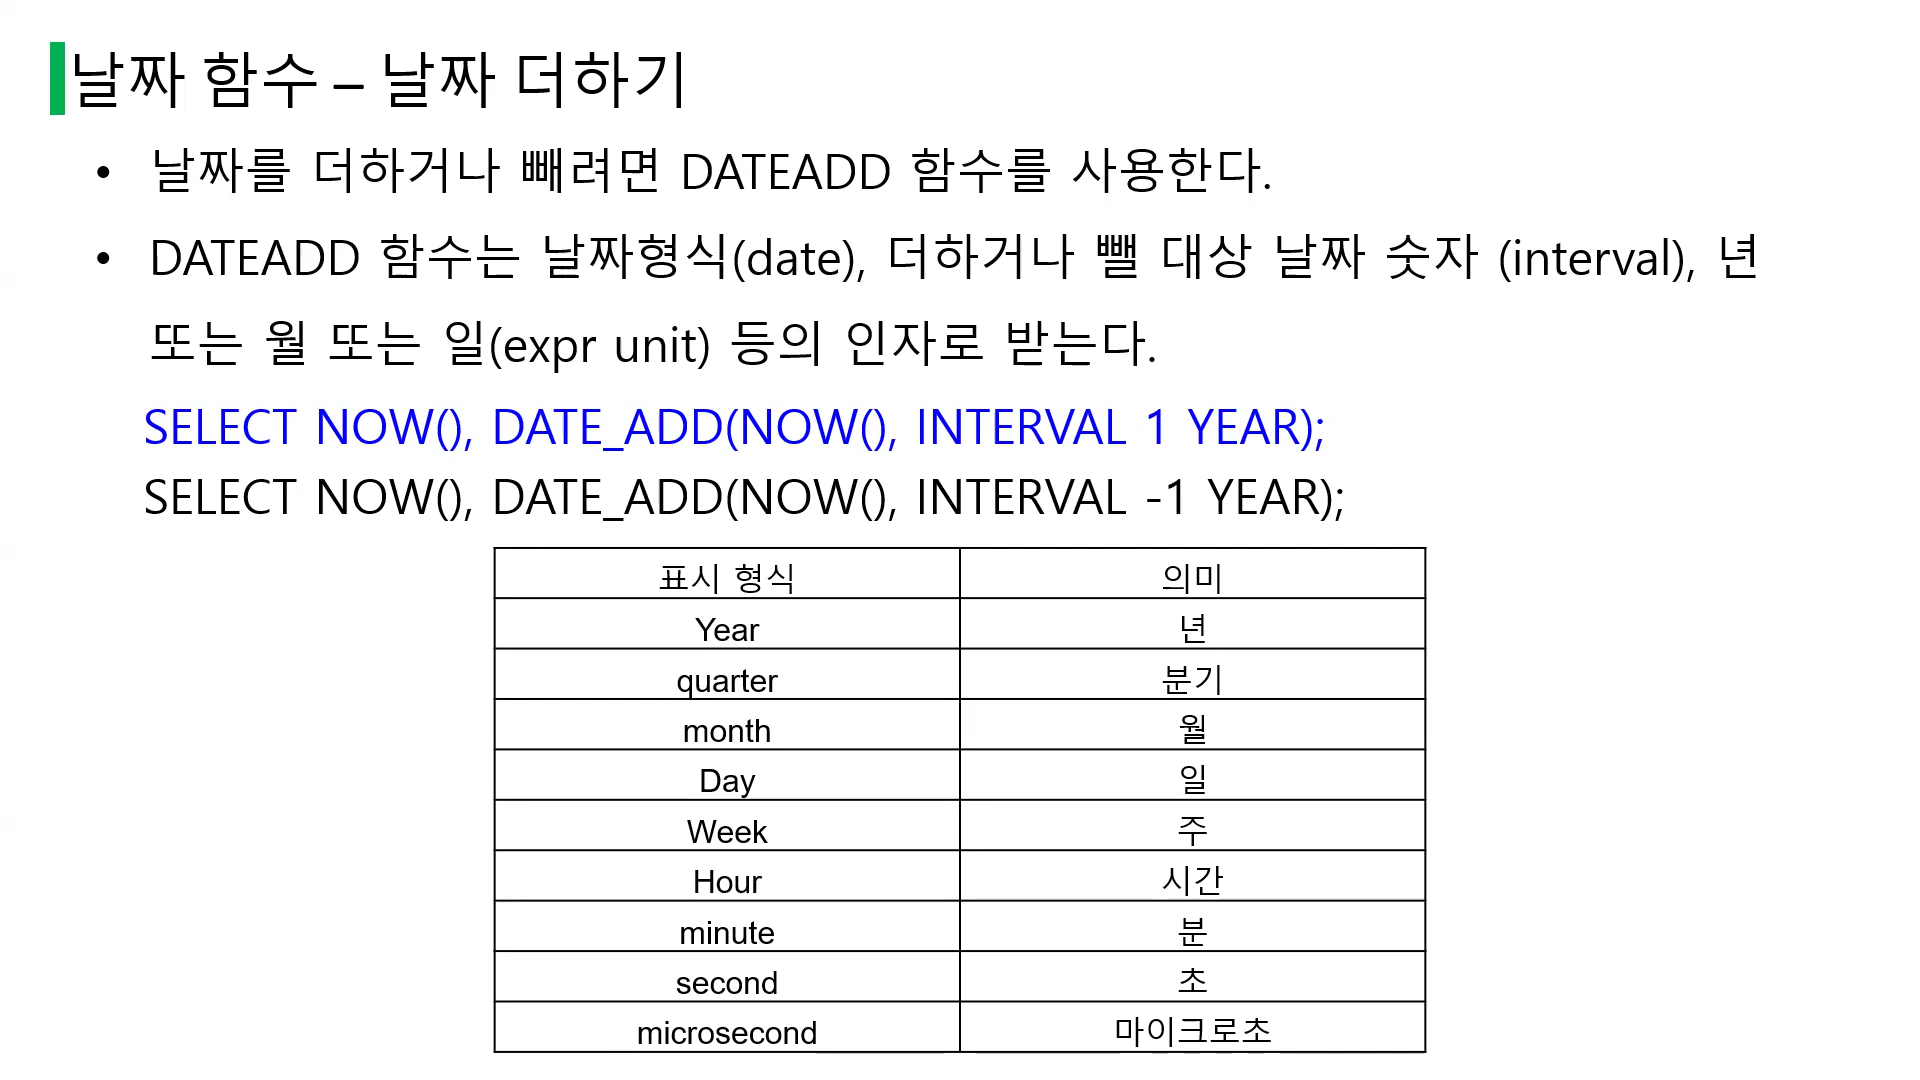 날짜 함수 – 날짜 더하기
• 날짜를 더하거나 빼려면 DATEADD 함수를 사용한다.
• DATEADD 함수는 날짜형식(date), 더하거나 뺄 대상 날짜 숫자 (interval), 년
또는 월 또는 일(expr unit) 등의 인자로 받는다.
SELECT NOW(), DATE_ADD(NOW(), INTERVAL 1 YEAR);
SELECT NOW(), DATE_ADD(NOW(), INTERVAL -1 YEAR);
표시 형식 의미
Year 년
quarter 분기
month 월
Day 일
Week 주
Hour 시간
minute 분
second 초
microsecond 마이크로초